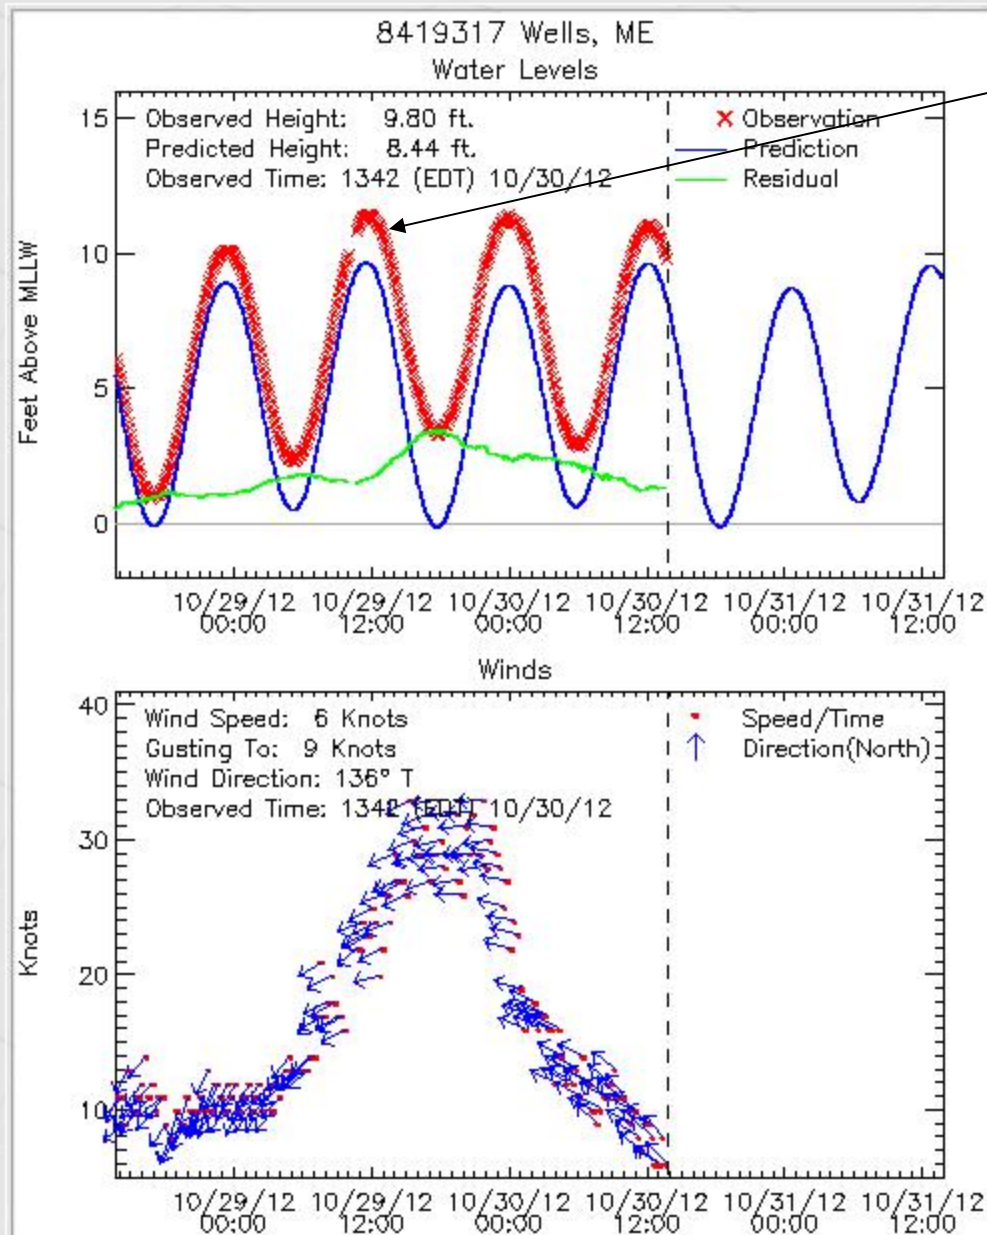 8419317 Wells, ME
Water Levels
Observed Height: 9.80 ft.
Predicted Height: 8.44 ft.
Observed Time: 1342 (EDT) 10/30/12
Observation
Prediction
Residual
Feet Above MLLW
15
10
5
0
10/29/12 10/29/12 10/30/12 10/30/12 10/31/12 10/31/12
00:00 12:00 00:00 12:00 00:00 12:00
Winds
Wind Speed: 6 Knots
Gusting To: 9 Knots
Wind Direction: 136° T
Observed Time: 1342 (EDT) 10/30/12
Speed/Time
Direction(North)
Knots
40
30
20
10
10/29/12 10/29/12 10/30/12 10/30/12 10/31/12 10/31/12
00:00 12:00 00:00 12:00 00:00 12:00